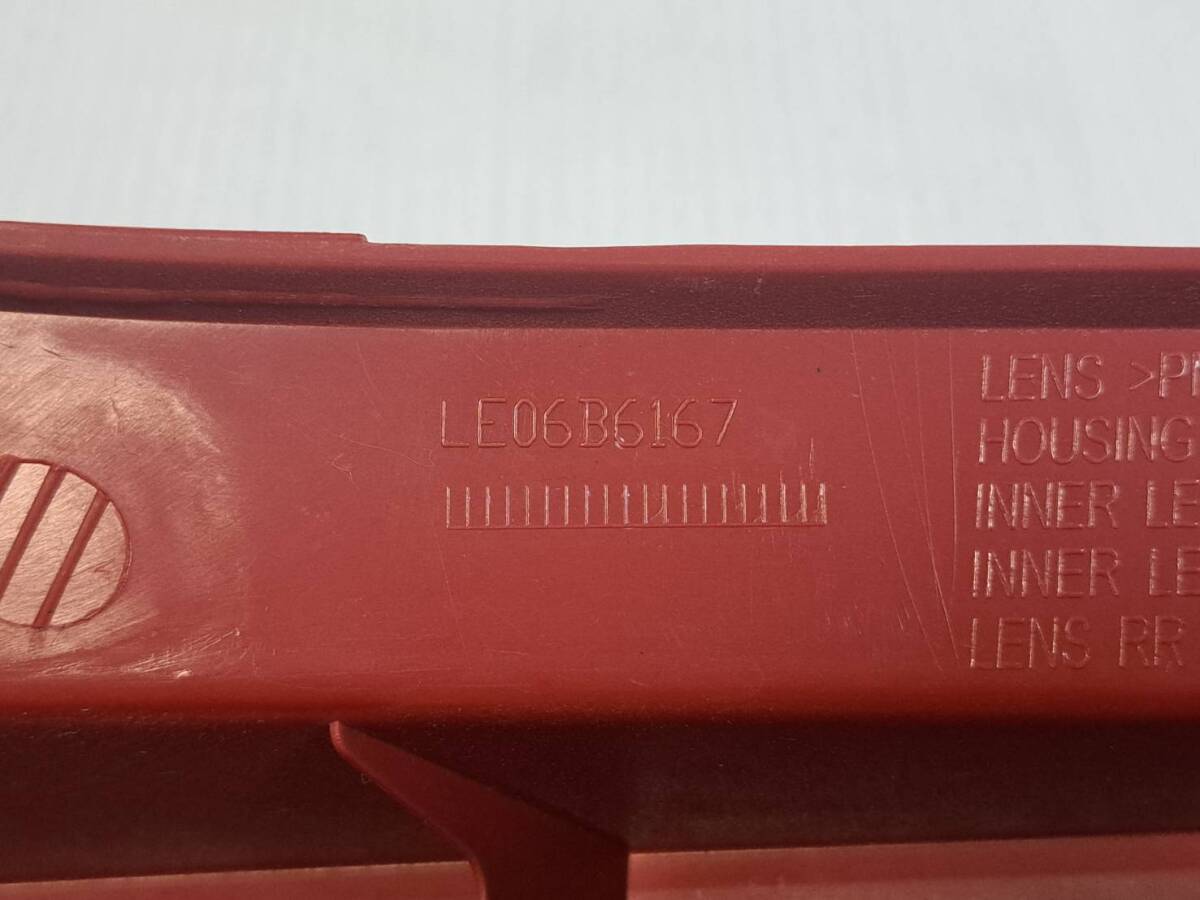 LE06B6167
LENS
HOUSING
INNER
INNER
LENS RR